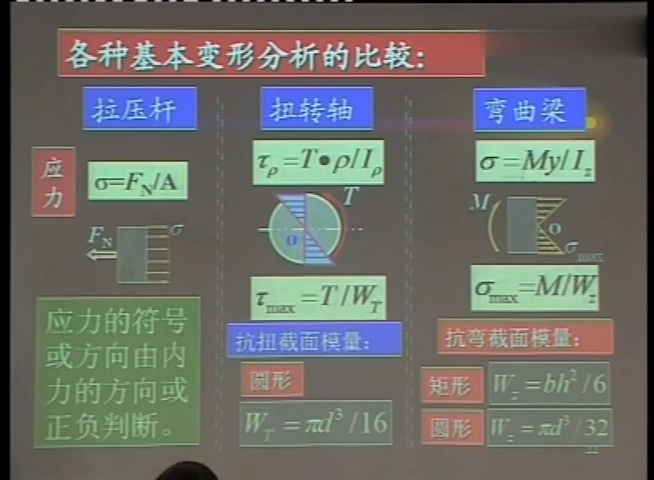 各种基本变形分析的比较:
拉压杆
扭转轴
弯曲梁
应
力
σ=F_N/A
τ_ρ=T•ρ/I_ρ
σ=My/I_z
F_N
σ
T
o
M
o
σ_max
τ_max=T/W_T
σ_max=M/W_z
应力的符号
或方向由内
力的方向或
正负判断。
抗扭截面模量:
圆形
W_T=πd³/16
抗弯截面模量:
矩形
W_z=bh²/6
圆形
W_z=πd³/32
22